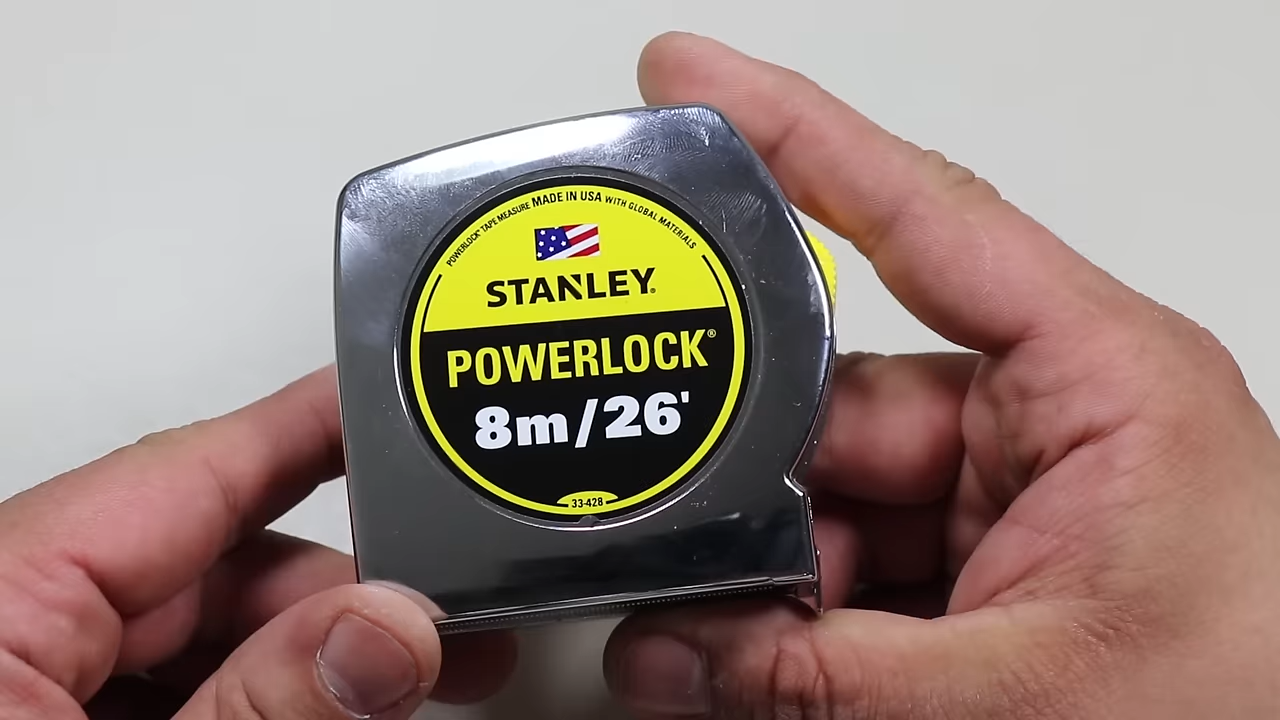 POWERLOCK® TAPE MEASURE MADE IN USA WITH GLOBAL MATERIALS
STANLEY®
POWERLOCK®
8m/26'
33-428